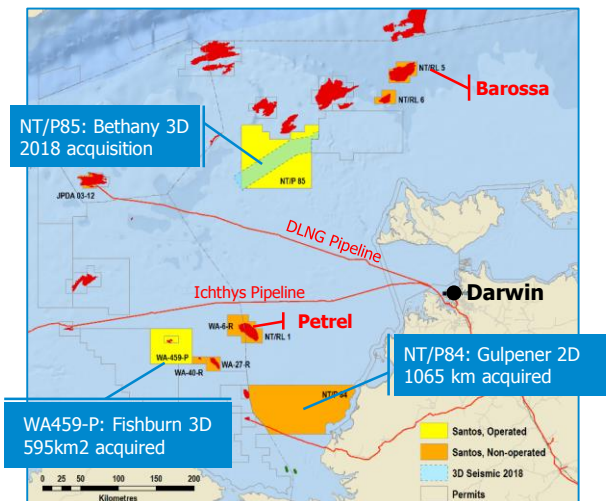 NT/RL 5
Barossa
NT/RL 6
NT/P85: Bethany 3D
2018 acquisition
NT/P 85
JPDA 03-12
DLNG Pipeline
Ichthys Pipeline
Darwin
WA-6-R
Petrel
NT/RL 1
WA-459-P
WA-27-R
WA-40-R
NT/P84: Gulpener 2D
1065 km acquired
NT/P 84
WA459-P: Fishburn 3D
595km2 acquired
Santos, Operated
Santos, Non-operated
3D Seismic 2018
Permits
0 25 50 100 150 200
Kilometres